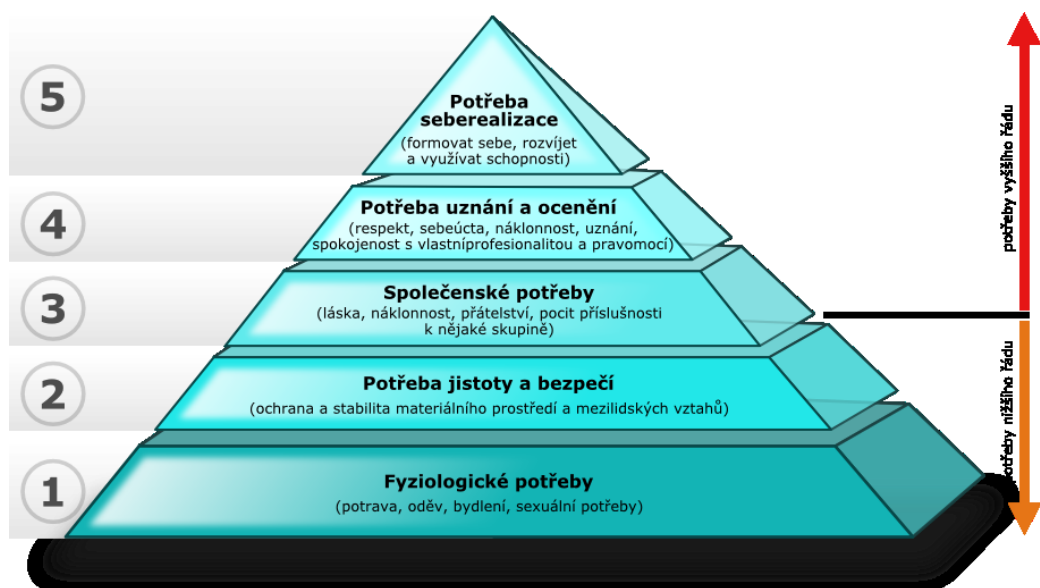 5
Potřeba
seberealizace
(formovat sebe, rozvíjet
a využívat schopnosti)
4
Potřeba uznání a ocenění
(respekt, sebeúcta, náklonnost, uznání,
spokojenost s vlastníprofesionalitou a pravomocí)
3
Společenské potřeby
(láska, náklonnost, přátelství, pocit příslušnosti
k nějaké skupině)
2
Potřeba jistoty a bezpečí
(ochrana a stabilita materiálního prostředí a mezilidských vztahů)
1
Fyziologické potřeby
(potrava, oděv, bydlení, sexuální potřeby)
potřeby vyššího řádu
potřeby nižšího řádu